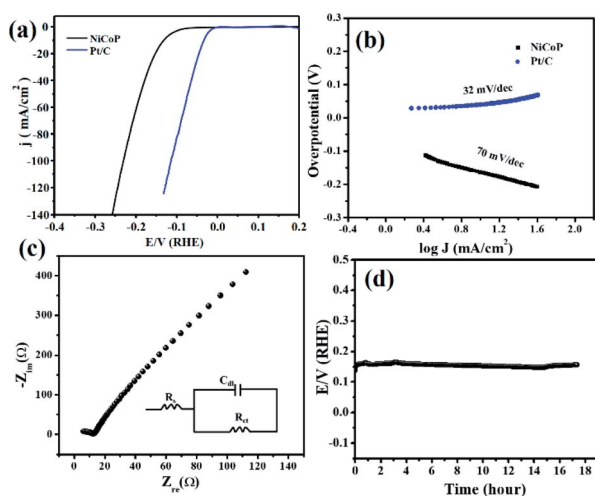 (a)
NiCoP
Pt/C
0
-20
-40
-60
-80
-100
-120
-140
j ( mA/cm²)
-0.4 -0.3 -0.2 -0.1 0.0 0.1 0.2
E/V (RHE)
(b)
NiCoP
Pt/C
32 mV/dec
70 mV/dec
0.2
0.1
0.0
-0.1
-0.2
-0.3
Overpotential (V)
-0.4 0.0 0.4 0.8 1.2 1.6 2.0
log J (mA/cm²)
(c)
400
300
200
100
0
-Z_im(Ω)
R_s
C_dl
R_ct
0 20 40 60 80 100 120 140
Z_re(Ω)
(d)
0.5
0.4
0.3
0.2
0.1
0.0
-0.1
E/V (RHE)
0 2 4 6 8 10 12 14 16 18
Time (hour)